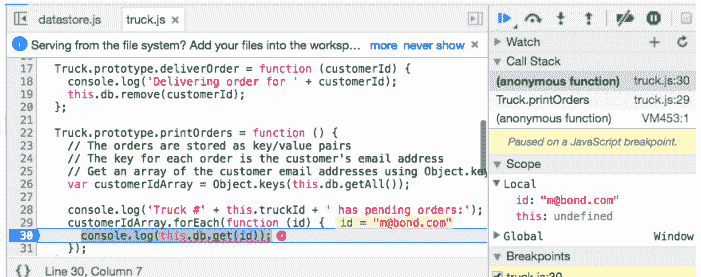 datastore.js truck.js ×
Serving from the file system? Add your files into the worksp... more never show ×
17 Truck.prototype.deliverOrder = function (customerId) {
18 console.log('Delivering order for ' + customerId);
19 this.db.remove(customerId);
20 };
21
22 Truck.prototype.printOrders = function () {
23 // The orders are stored as key/value pairs
24 // The key for each order is the customer's email address
25 // Get an array of the customer email addresses using Object.key
26 var customerIdArray = Object.keys(this.db.getAll());
27
28 console.log('Truck #' + this.truckId + ' has pending orders:');
29 customerIdArray.forEach(function (id) { id = "m@bond.com"
30 console.log(this.db.get(id));
31 });
{} Line 30, Column 7
Watch
Call Stack
(anonymous function) truck.js:30
Truck.printOrders truck.js:29
(anonymous function) VM453:1
Paused on a JavaScript breakpoint.
Scope
Local
id: "m@bond.com"
this: undefined
Global Window
Breakpoints
truck.js:30